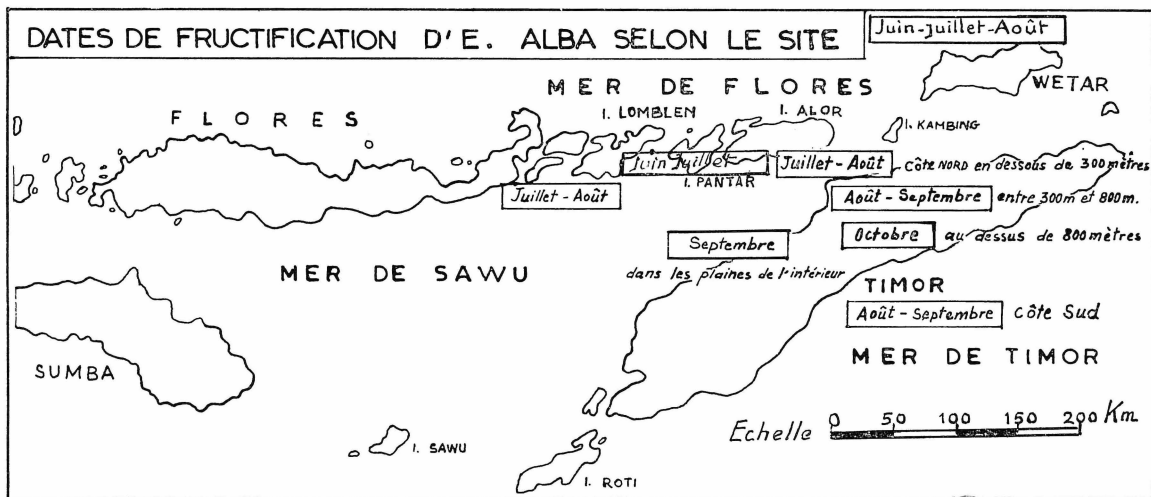 DATES DE FRUCTIFICATION D'E. ALBA SELON LE SITE
Juin-Juillet-Août
MER DE FLORES
WETAR
FLORES
I. LOMBLEN
I. ALOR
I. KAMBING
Juin Juillet
Juillet-Août
CÔTE NORD en dessous de 300 mètres
I. PANTAR
Juillet-Août
Août-Septembre
entre 300m et 800m.
Septembre
Octobre
au dessus de 800 mètres
MER DE SAWU
dans les plaines de l'intérieur
TIMOR
Août-Septembre
Côte Sud
SUMBA
MER DE TIMOR
Echelle
0 50 100 150 200 Km
I. SAWU
I. ROTI